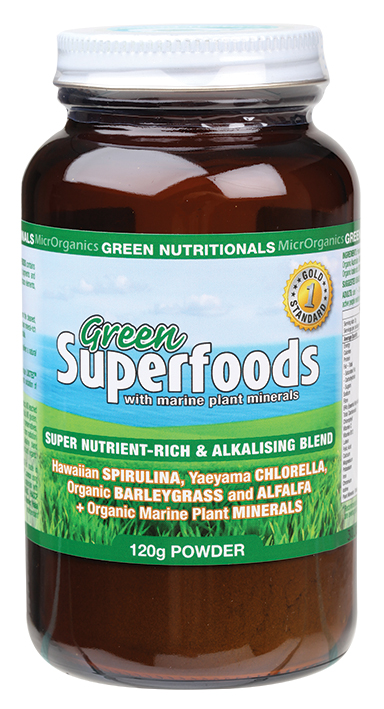 MicrOrganics GREEN NUTRITIONALS MicrOrganics GREEN
GOLD
1
STANDARD
Green
Superfoods
with marine plant minerals
SUPER NUTRIENT-RICH & ALKALISING BLEND
Hawaiian SPIRULINA, Yaeyama CHLORELLA,
Organic BARLEYGRASS and ALFALFA
+ Organic Marine Plant MINERALS
120g POWDER